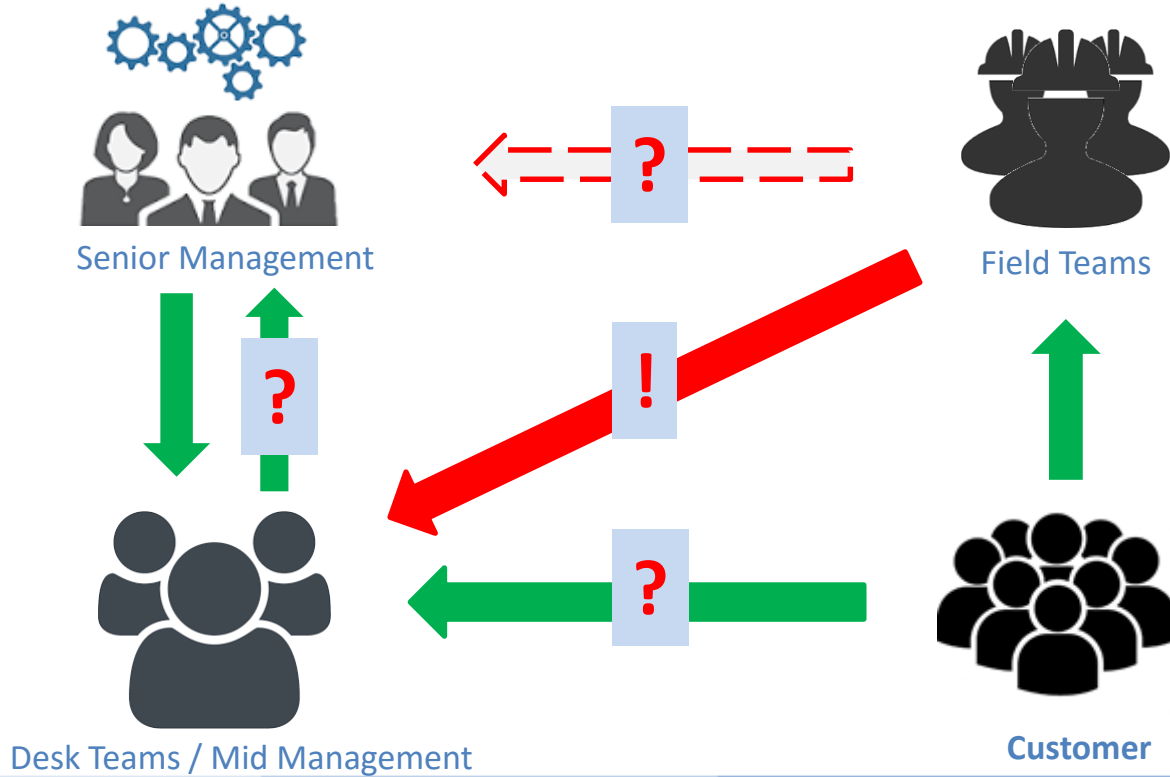 ?
Senior Management
Field Teams
!
?
?
Desk Teams / Mid Management
Customer